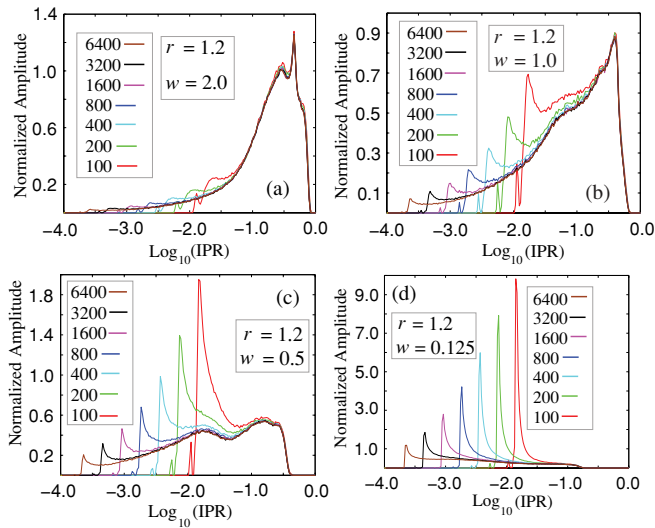 1.4
1.0
0.6
0.2
Normalized Amplitude
6400
3200
1600
800
400
200
100
r = 1.2
w = 2.0
(a)
-4.0 -3.0 -2.0 -1.0 0.0
Log10(IPR)
0.9
0.7
0.5
0.3
0.1
Normalized Amplitude
6400
3200
1600
800
400
200
100
r = 1.2
w = 1.0
(b)
-4.0 -3.0 -2.0 -1.0 0.0
Log10(IPR)
1.8
1.4
1.0
0.6
0.2
Normalized Amplitude
6400
3200
1600
800
400
200
100
(c)
r = 1.2
w = 0.5
-4.0 -3.0 -2.0 -1.0 0.0
Log10(IPR)
9.0
7.0
5.0
3.0
1.0
Normalized Amplitude
(d)
r = 1.2
w = 0.125
6400
3200
1600
800
400
200
100
-4.0 -3.0 -2.0 -1.0 0.0
Log10(IPR)